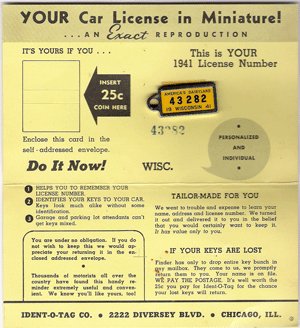 YOUR Car License in Miniature!
...AN Exact REPRODUCTION
IT'S YOURS IF YOU ...
INSERT
25c
COIN HERE
Enclose this card in the
self-addressed envelope.
Do It Now!
This is YOUR
1941 License Number
AMERICA'S DAIRYLAND
43282
15 WISCONSIN 41
43282
WISC.
PERSONALIZED
AND
INDIVIDUAL
1 HELPS YOU TO REMEMBER YOUR
LICENSE NUMBER.
2 IDENTIFIES YOUR KEYS TO YOUR CAR.
Keys look much alike without some
identification.
3 Garage and parking lot attendants can't
get keys mixed.
You are under no obligation. If you do
not wish to keep this we would ap-
preciate your returning it in the en-
closed addressed envelope.
Thousands of motorists all over the
country have found this handy re-
minder extremely useful and conven-
ient. We know you'll like yours, too!
TAILOR-MADE FOR YOU
We went to trouble and expense to learn your
name, address and license number. We turned
it out and delivered it to you in the belief
that you would certainly want to keep it.
It has value only to you.
• IF YOUR KEYS ARE LOST
Finder has only to drop entire key bunch in
any mailbox. They come to us, we promptly
return them to you. Your name is on file.
WE PAY THE POSTAGE. It's well worth the
25c you pay for Ident-O-Tag for the chance
your lost keys will return.
IDENT-O-TAG CO. • 2222 DIVERSEY BLVD. • CHICAGO, ILL.